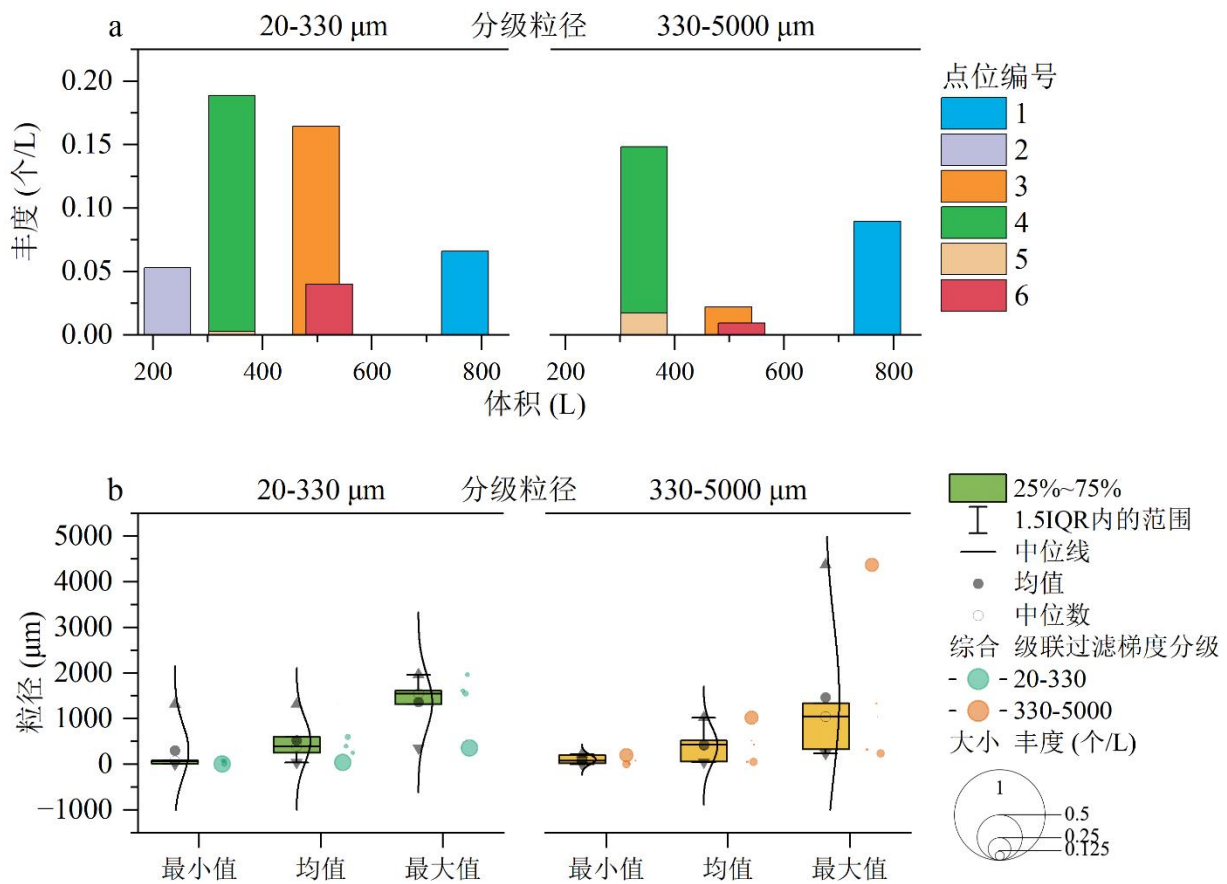 a 20-330 μm 分级粒径 330-5000 μm
点位编号
1
2
3
4
5
6
丰度 (个/L)
0.20
0.15
0.10
0.05
0.00
200 400 600 800 200 400 600 800
体积 (L)
b 20-330 μm 分级粒径 330-5000 μm
粒径 (μm)
5000
4000
3000
2000
1000
0
−1000
最小值 均值 最大值 最小值 均值 最大值
25%~75%
1.5IQR内的范围
中位线
均值
中位数
综合 级联过滤梯度分级
20-330
330-5000
大小 丰度 (个/L)
1
0.5
0.25
0.125